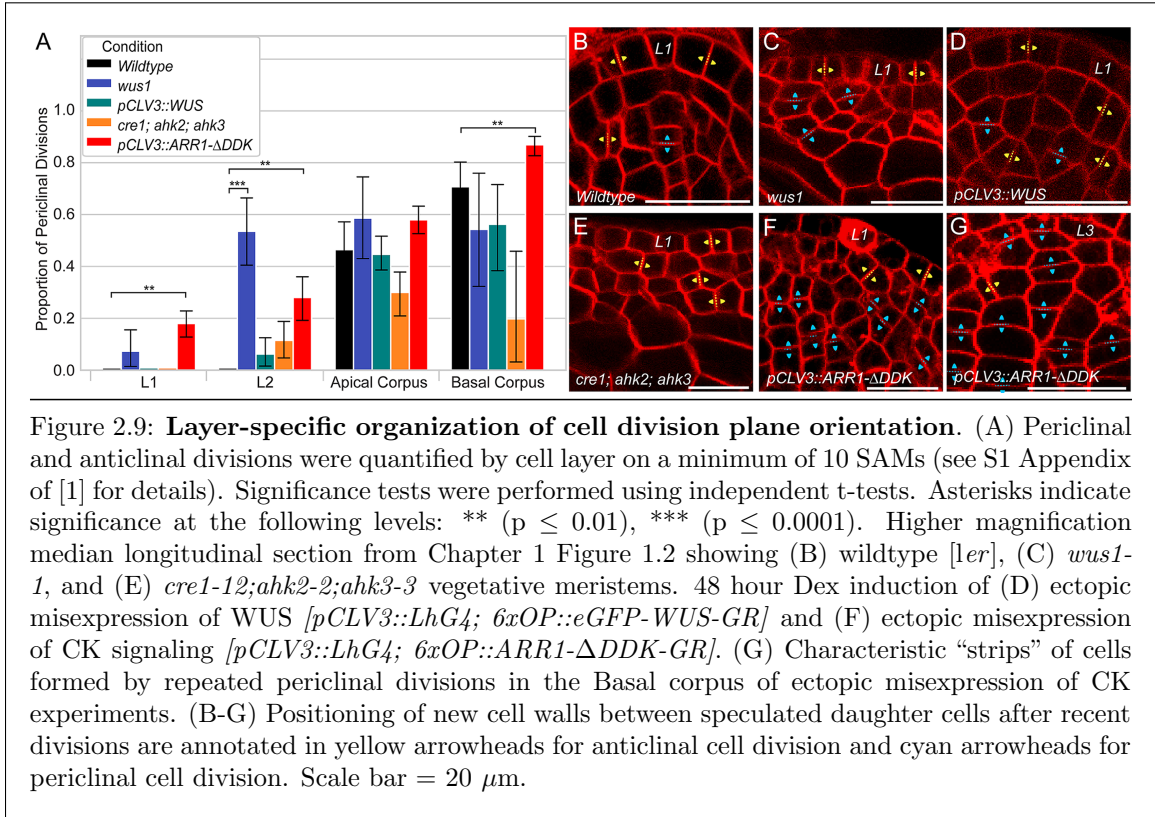 A
Condition
Wildtype
wus1
pCLV3::WUS
cre1; ahk2; ahk3
pCLV3::ARR1-ΔDDK
Proportion of Periclinal Divisions
1.0
0.8
0.6
0.4
0.2
0.0
**
***
**
**
L1
L2
Apical Corpus
Basal Corpus
B
L1
Wildtype
C
L1
wus1
D
L1
pCLV3::WUS
E
L1
cre1; ahk2; ahk3
F
L1
pCLV3::ARR1-ΔDDK
G
L3
pCLV3::ARR1-ΔDDK
Figure 2.9: Layer-specific organization of cell division plane orientation. (A) Periclinal
and anticlinal divisions were quantified by cell layer on a minimum of 10 SAMs (see S1 Appendix
of [1] for details). Significance tests were performed using independent t-tests. Asterisks indicate
significance at the following levels: ** (p ≤ 0.01), *** (p ≤ 0.0001). Higher magnification
median longitudinal section from Chapter 1 Figure 1.2 showing (B) wildtype [ler], (C) wus1-
1, and (E) cre1-12;ahk2-2;ahk3-3 vegetative meristems. 48 hour Dex induction of (D) ectopic
misexpression of WUS [pCLV3::LhG4; 6xOP::eGFP-WUS-GR] and (F) ectopic misexpression
of CK signaling [pCLV3::LhG4; 6xOP::ARR1-ΔDDK-GR]. (G) Characteristic “strips” of cells
formed by repeated periclinal divisions in the Basal corpus of ectopic misexpression of CK
experiments. (B-G) Positioning of new cell walls between speculated daughter cells after recent
divisions are annotated in yellow arrowheads for anticlinal cell division and cyan arrowheads for
periclinal cell division. Scale bar = 20 μm.